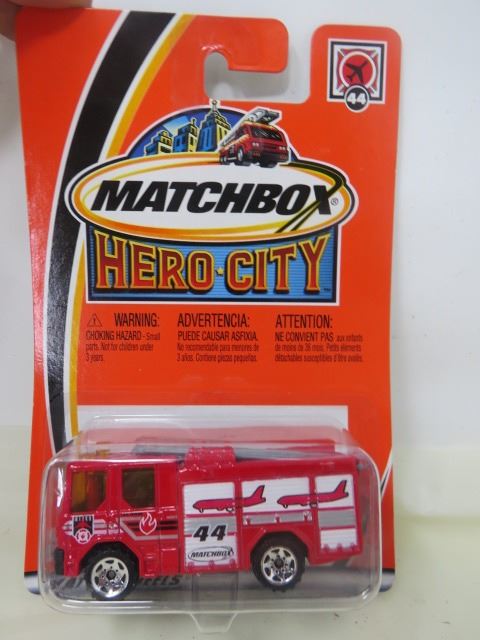 44
MATCHBOX®
HERO★CITY™
WARNING:
CHOKING HAZARD - Small
parts. Not for children under
3 years.
ADVERTENCIA:
PUEDE CAUSAR ASFIXIA.
No recomendable para menores de
3 años. Contiene piezas pequeñas.
ATTENTION:
NE CONVIENT PAS aux enfants
de moins de 36 mois. Petits éléments
détachables susceptibles d'être avalés.
44
MATCHBOX